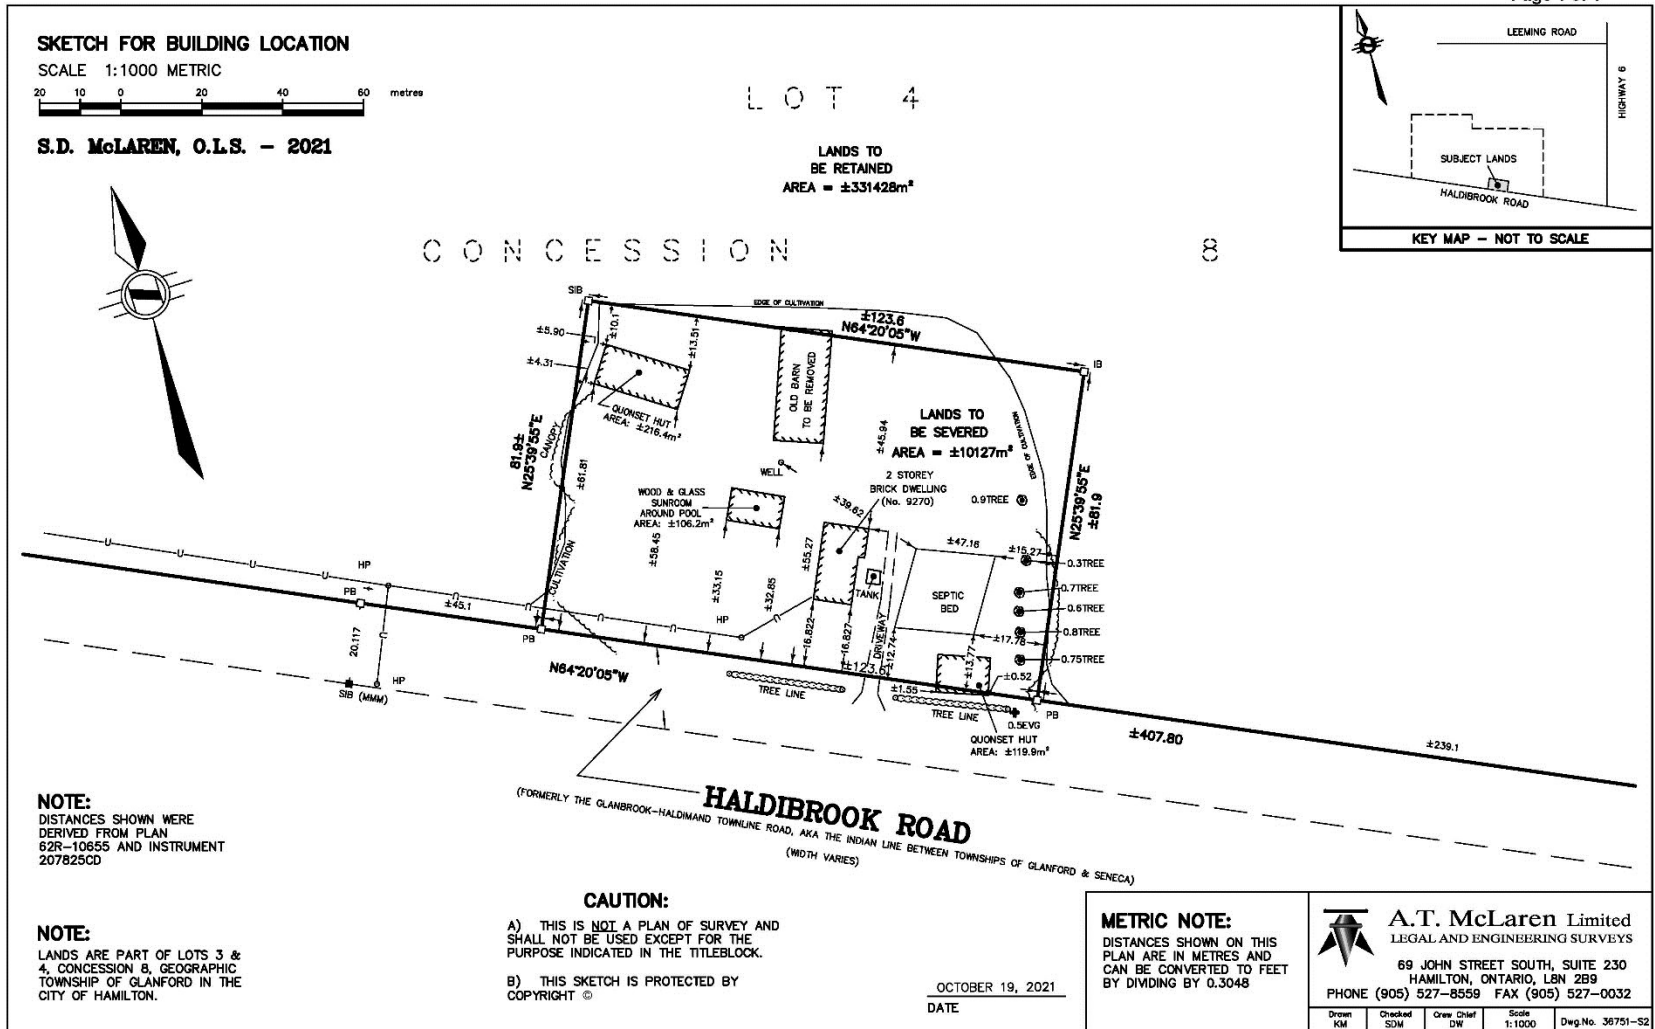 SKETCH FOR BUILDING LOCATION
SCALE 1:1000 METRIC
20 10 0 20 40 60 metres
S.D. McLAREN, O.L.S. – 2021
LOT 4
LANDS TO
BE RETAINED
AREA = ±331428m²
CONCESSION 8
LEEMING ROAD
HIGHWAY 6
SUBJECT LANDS
HALDIBROOK ROAD
KEY MAP – NOT TO SCALE
SIB
EDGE OF CULTIVATION
±123.6
N64°20'05"W
IB
±5.90
±10.1
±13.51
±4.31
QUONSET HUT
AREA: ±216.4m²
OLD BARN
TO BE REMOVED
CANOPY
81.9±
N25°39'55"E
±61.81
±45.94
LANDS TO
BE SEVERED
AREA = ±10127m²
EDGE OF CULTIVATION
N25°39'55"E
±81.9
WELL
2 STOREY
BRICK DWELLING
(No. 9270)
0.9TREE
WOOD & GLASS
SUNROOM
AROUND POOL
AREA: ±106.2m²
±39.62
±58.45
±55.27
±47.16
±15.27
0.3TREE
0.7TREE
0.6TREE
0.8TREE
0.75TREE
CULTIVATION
±33.15
±32.85
TANK
SEPTIC
BED
HP
PB
±45.1
HP
PB
20.117
HP
SIB (MMM)
16.822
16.827
DRIVEWAY
±12.74
±17.78
±13.77
±123.6
±0.52
±1.55
N64°20'05"W
TREE LINE
TREE LINE
0.5EVG
PB
QUONSET HUT
AREA: ±119.9m²
±407.80
±239.1
HALDIBROOK ROAD
(FORMERLY THE GLANBROOK–HALDIMAND TOWNLINE ROAD, AKA THE INDIAN LINE BETWEEN TOWNSHIPS OF GLANFORD & SENECA)
(WIDTH VARIES)
NOTE:
DISTANCES SHOWN WERE
DERIVED FROM PLAN
62R–10655 AND INSTRUMENT
207825CD
NOTE:
LANDS ARE PART OF LOTS 3 &
4, CONCESSION 8, GEOGRAPHIC
TOWNSHIP OF GLANFORD IN THE
CITY OF HAMILTON.
CAUTION:
A) THIS IS NOT A PLAN OF SURVEY AND
SHALL NOT BE USED EXCEPT FOR THE
PURPOSE INDICATED IN THE TITLEBLOCK.
B) THIS SKETCH IS PROTECTED BY
COPYRIGHT ©
OCTOBER 19, 2021
DATE
METRIC NOTE:
DISTANCES SHOWN ON THIS
PLAN ARE IN METRES AND
CAN BE CONVERTED TO FEET
BY DIVIDING BY 0.3048
A.T. McLaren Limited
LEGAL AND ENGINEERING SURVEYS
69 JOHN STREET SOUTH, SUITE 230
HAMILTON, ONTARIO, L8N 2B9
PHONE (905) 527–8559 FAX (905) 527–0032
Drawn KM
Checked SDM
Crew Chief DW
Scale 1:1000
Dwg.No. 36751–S2